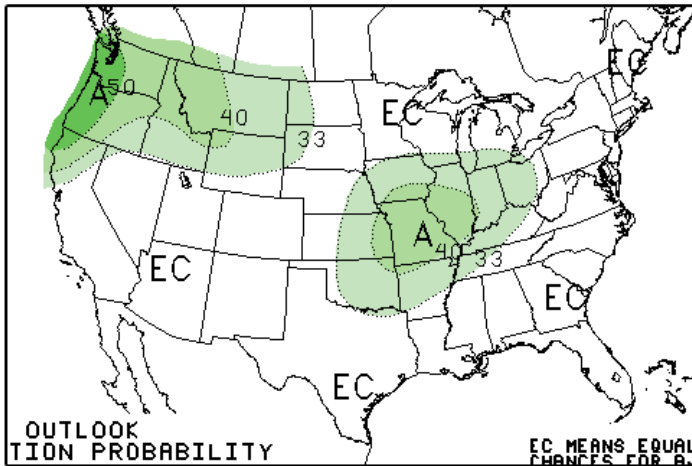 EC
A 50
EC
40
33
A
40 33
EC
EC
EC
OUTLOOK
TION PROBABILITY
EC MEANS EQUAL
CHANCES FOR A,